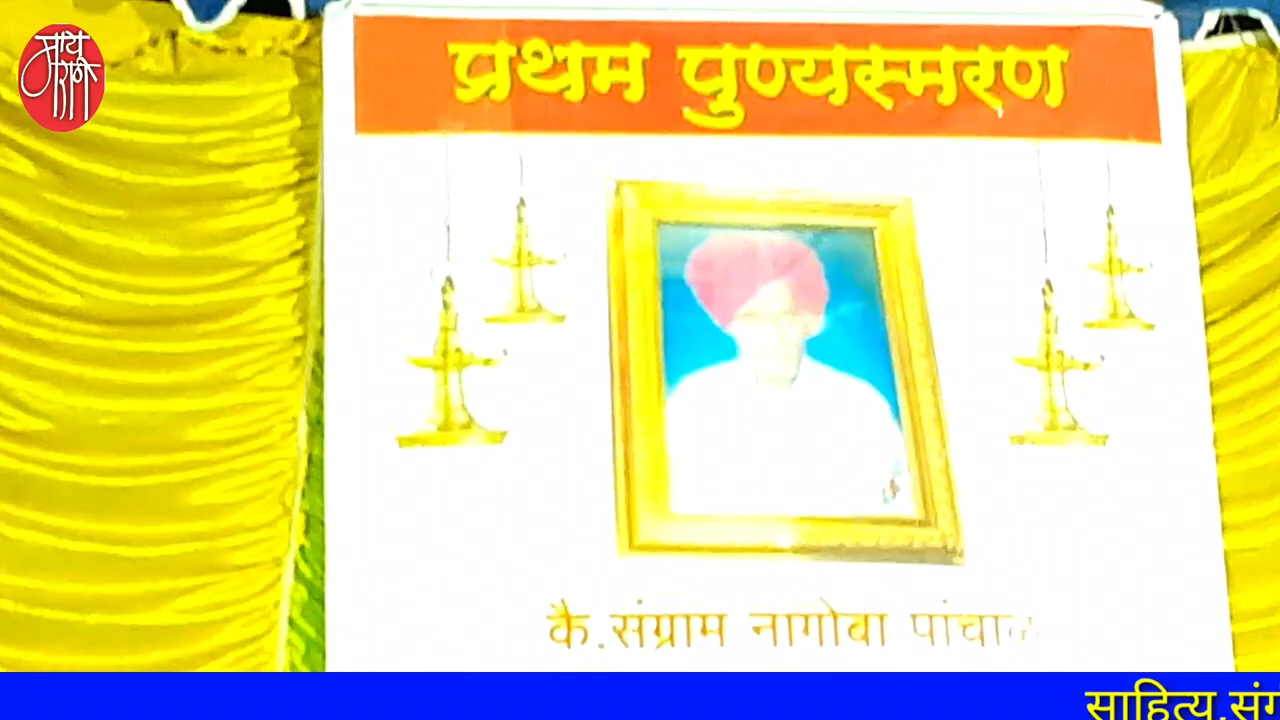 प्रथम पुण्यस्मरण
कै.संग्राम नागोबा पांचाळ
साहित्य,संग